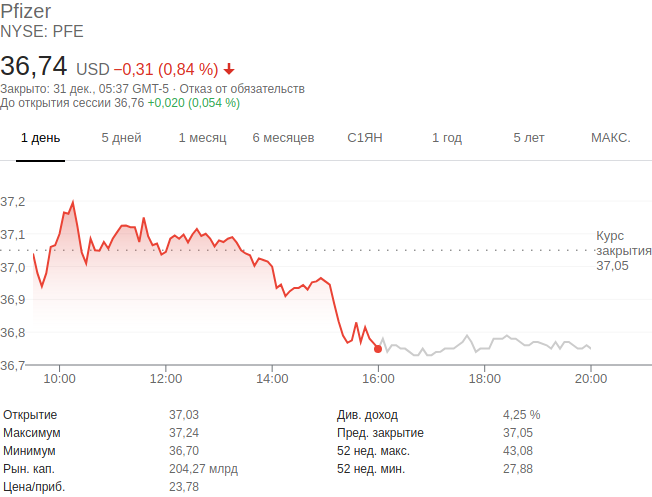 Pfizer
NYSE: PFE
36,74 USD −0,31 (0,84 %)
Закрыто: 31 дек., 05:37 GMT-5 · Отказ от обязательств
До открытия сессии 36,76 +0,020 (0,054 %)
1 день 5 дней 1 месяц 6 месяцев С1ЯН 1 год 5 лет МАКС.
37,2
37,1
37,0
36,9
36,8
36,7
Курс
закрытия
37,05
10:00 12:00 14:00 16:00 18:00 20:00
Открытие 37,03 Див. доход 4,25 %
Максимум 37,24 Пред. закрытие 37,05
Минимум 36,70 52 нед. макс. 43,08
Рын. кап. 204,27 млрд 52 нед. мин. 27,88
Цена/приб. 23,78